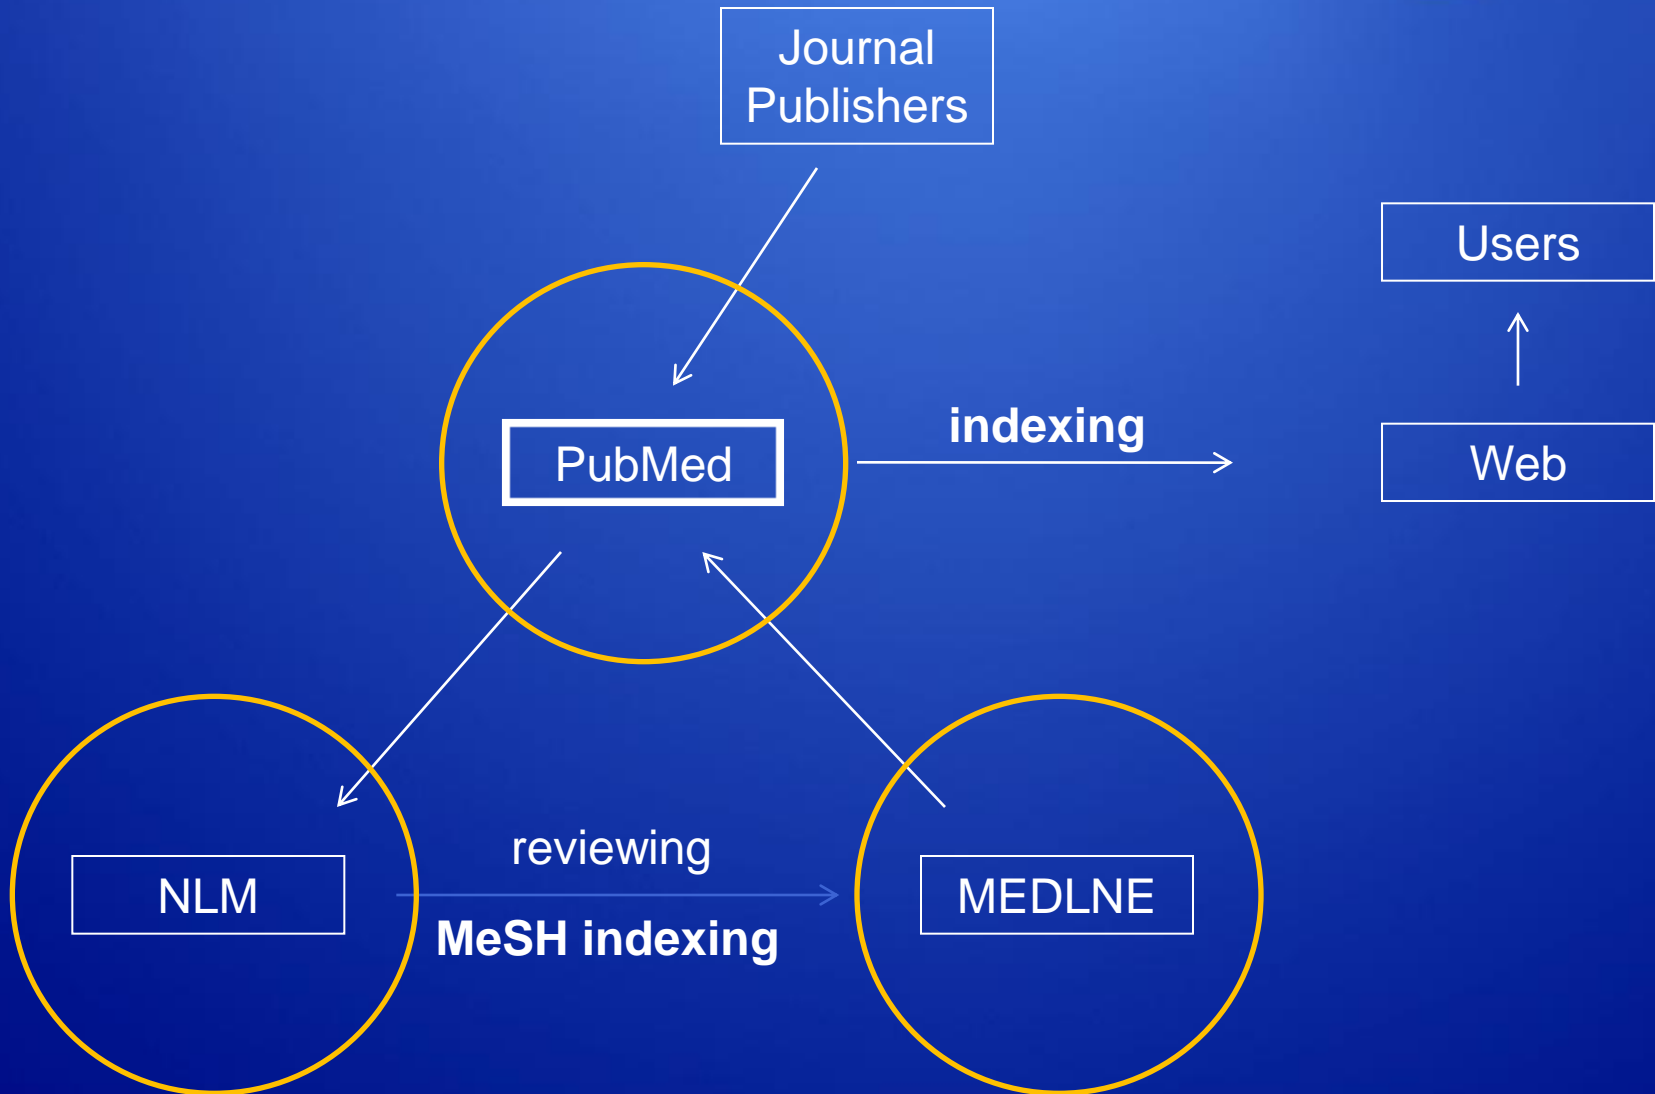 Journal
Publishers
Users
indexing
PubMed
Web
reviewing
NLM
MEDLNE
MeSH indexing